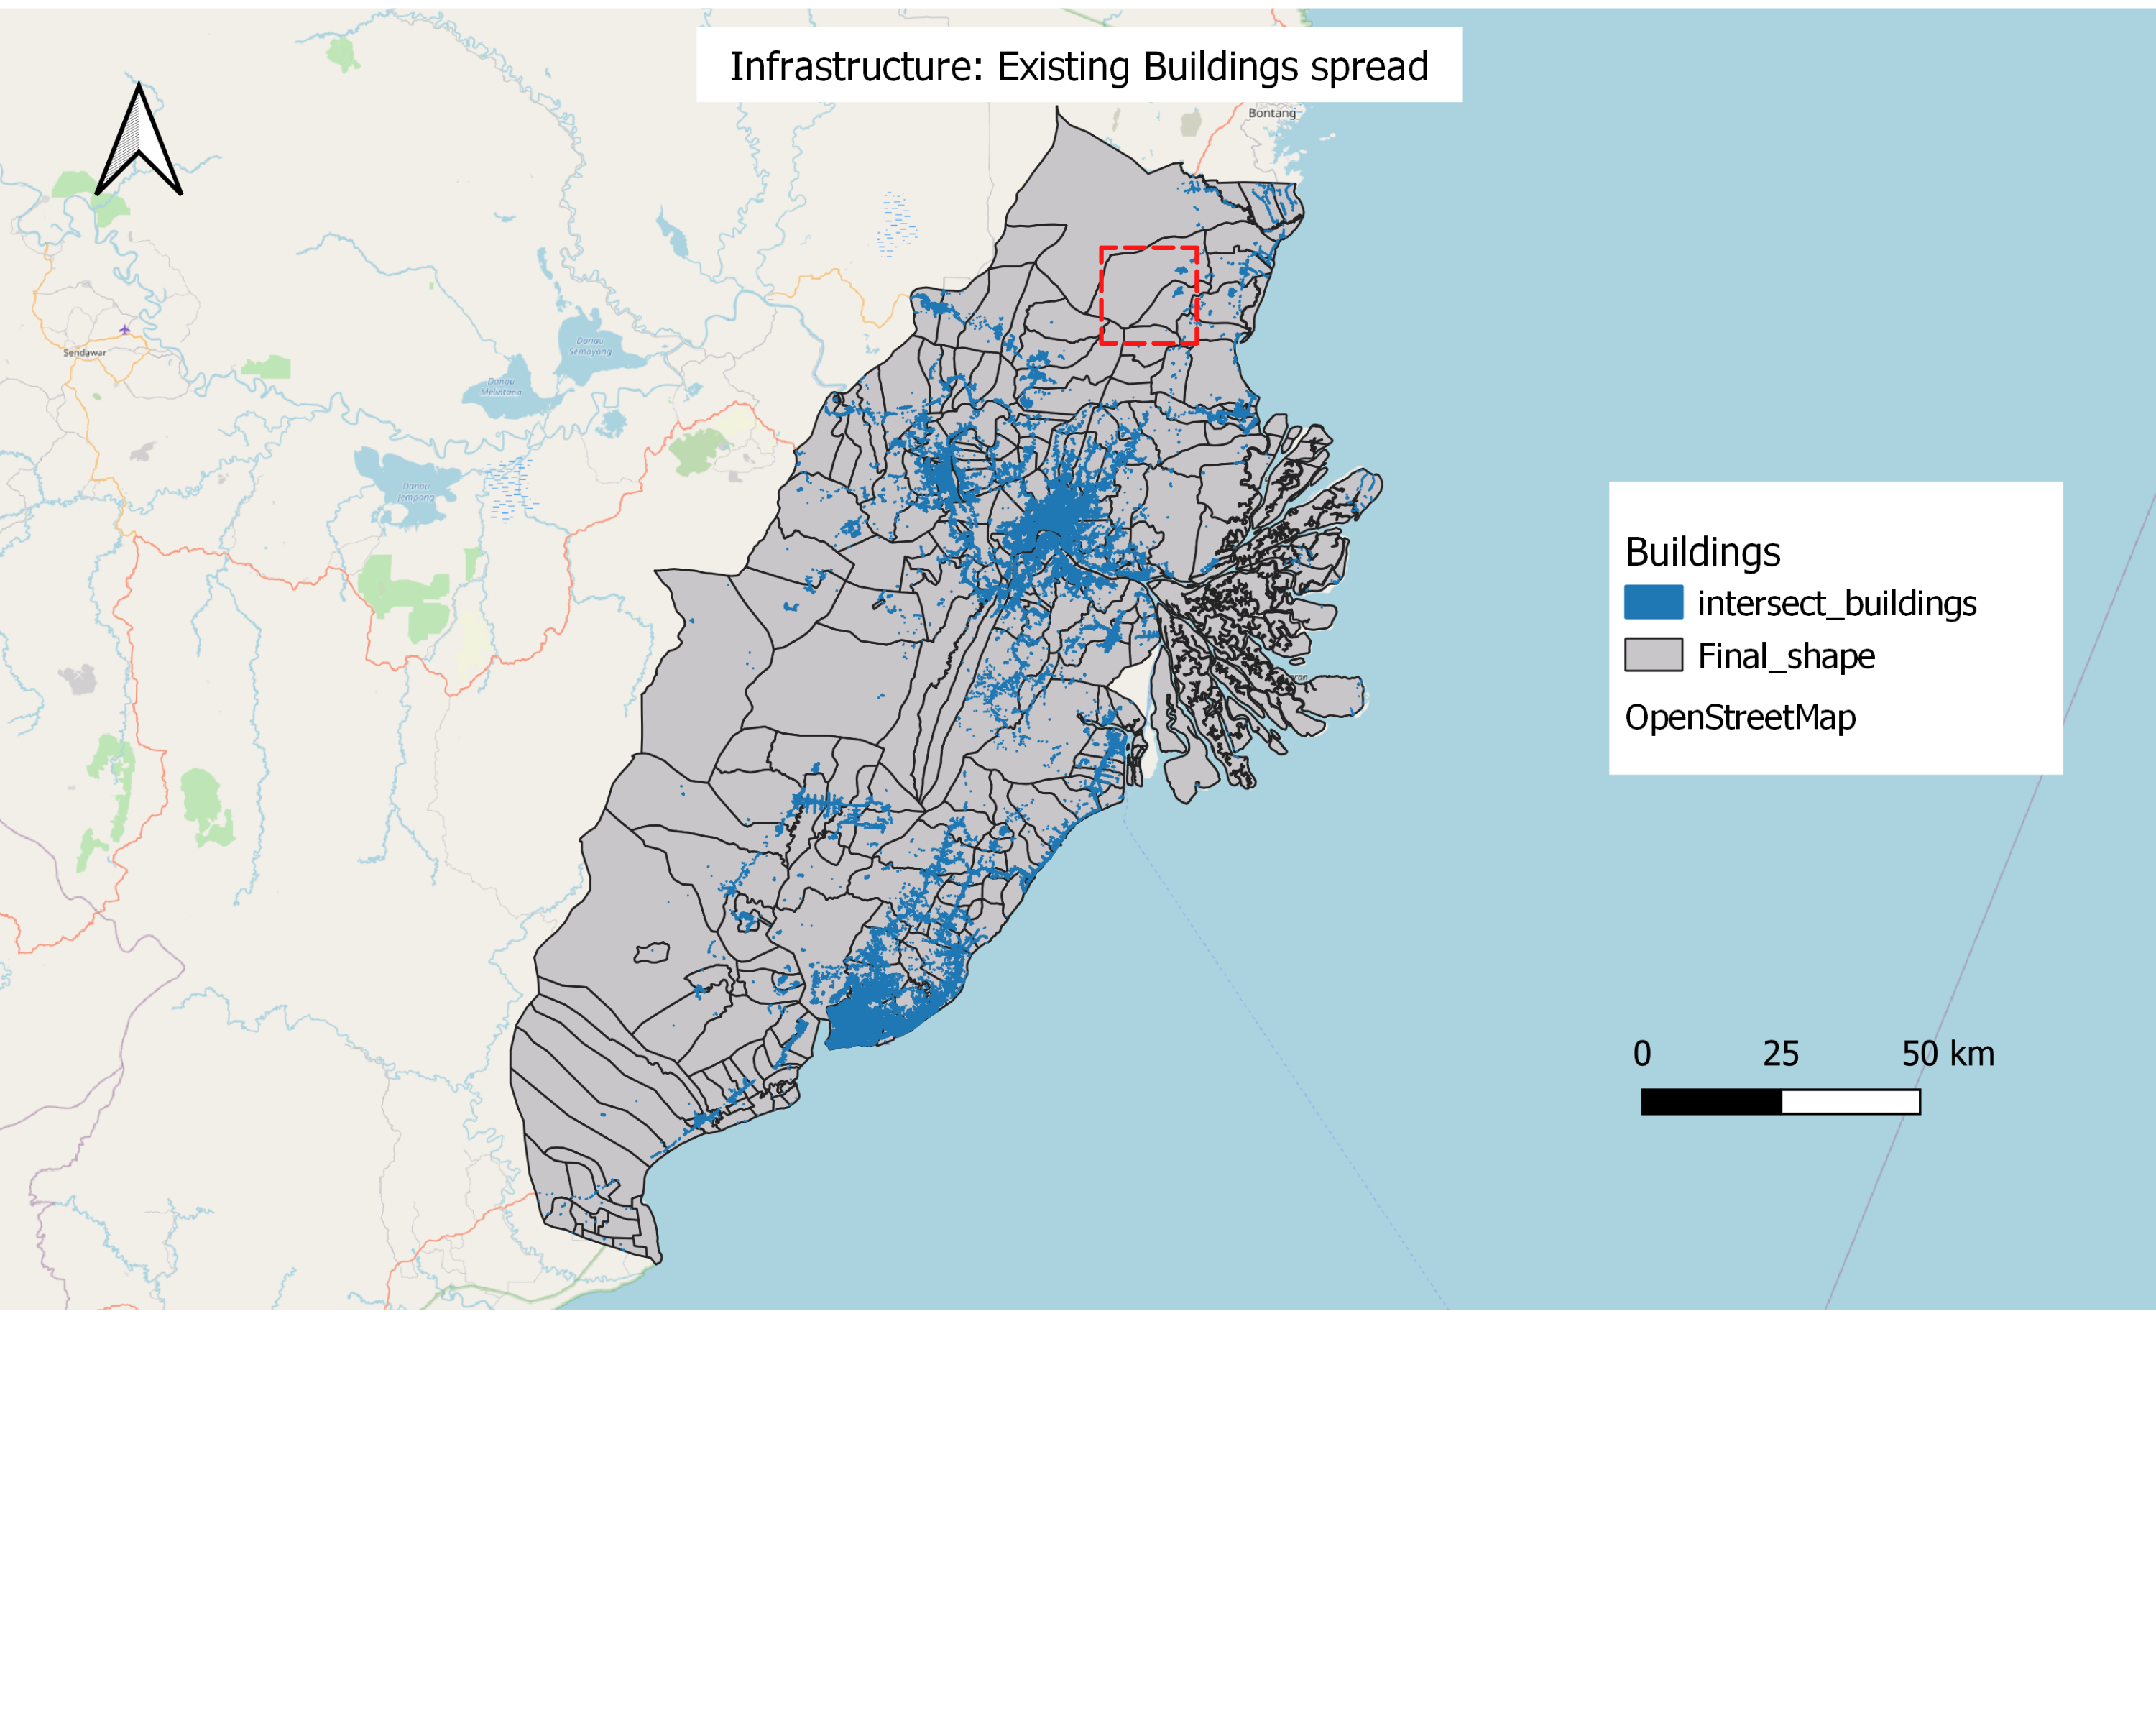 Infrastructure: Existing Buildings spread
Bontang
Sendawar
Danau
Semayang
Danau
Melintang
Danau
Jempang
Buildings
intersect_buildings
Final_shape
OpenStreetMap
0 25 50 km